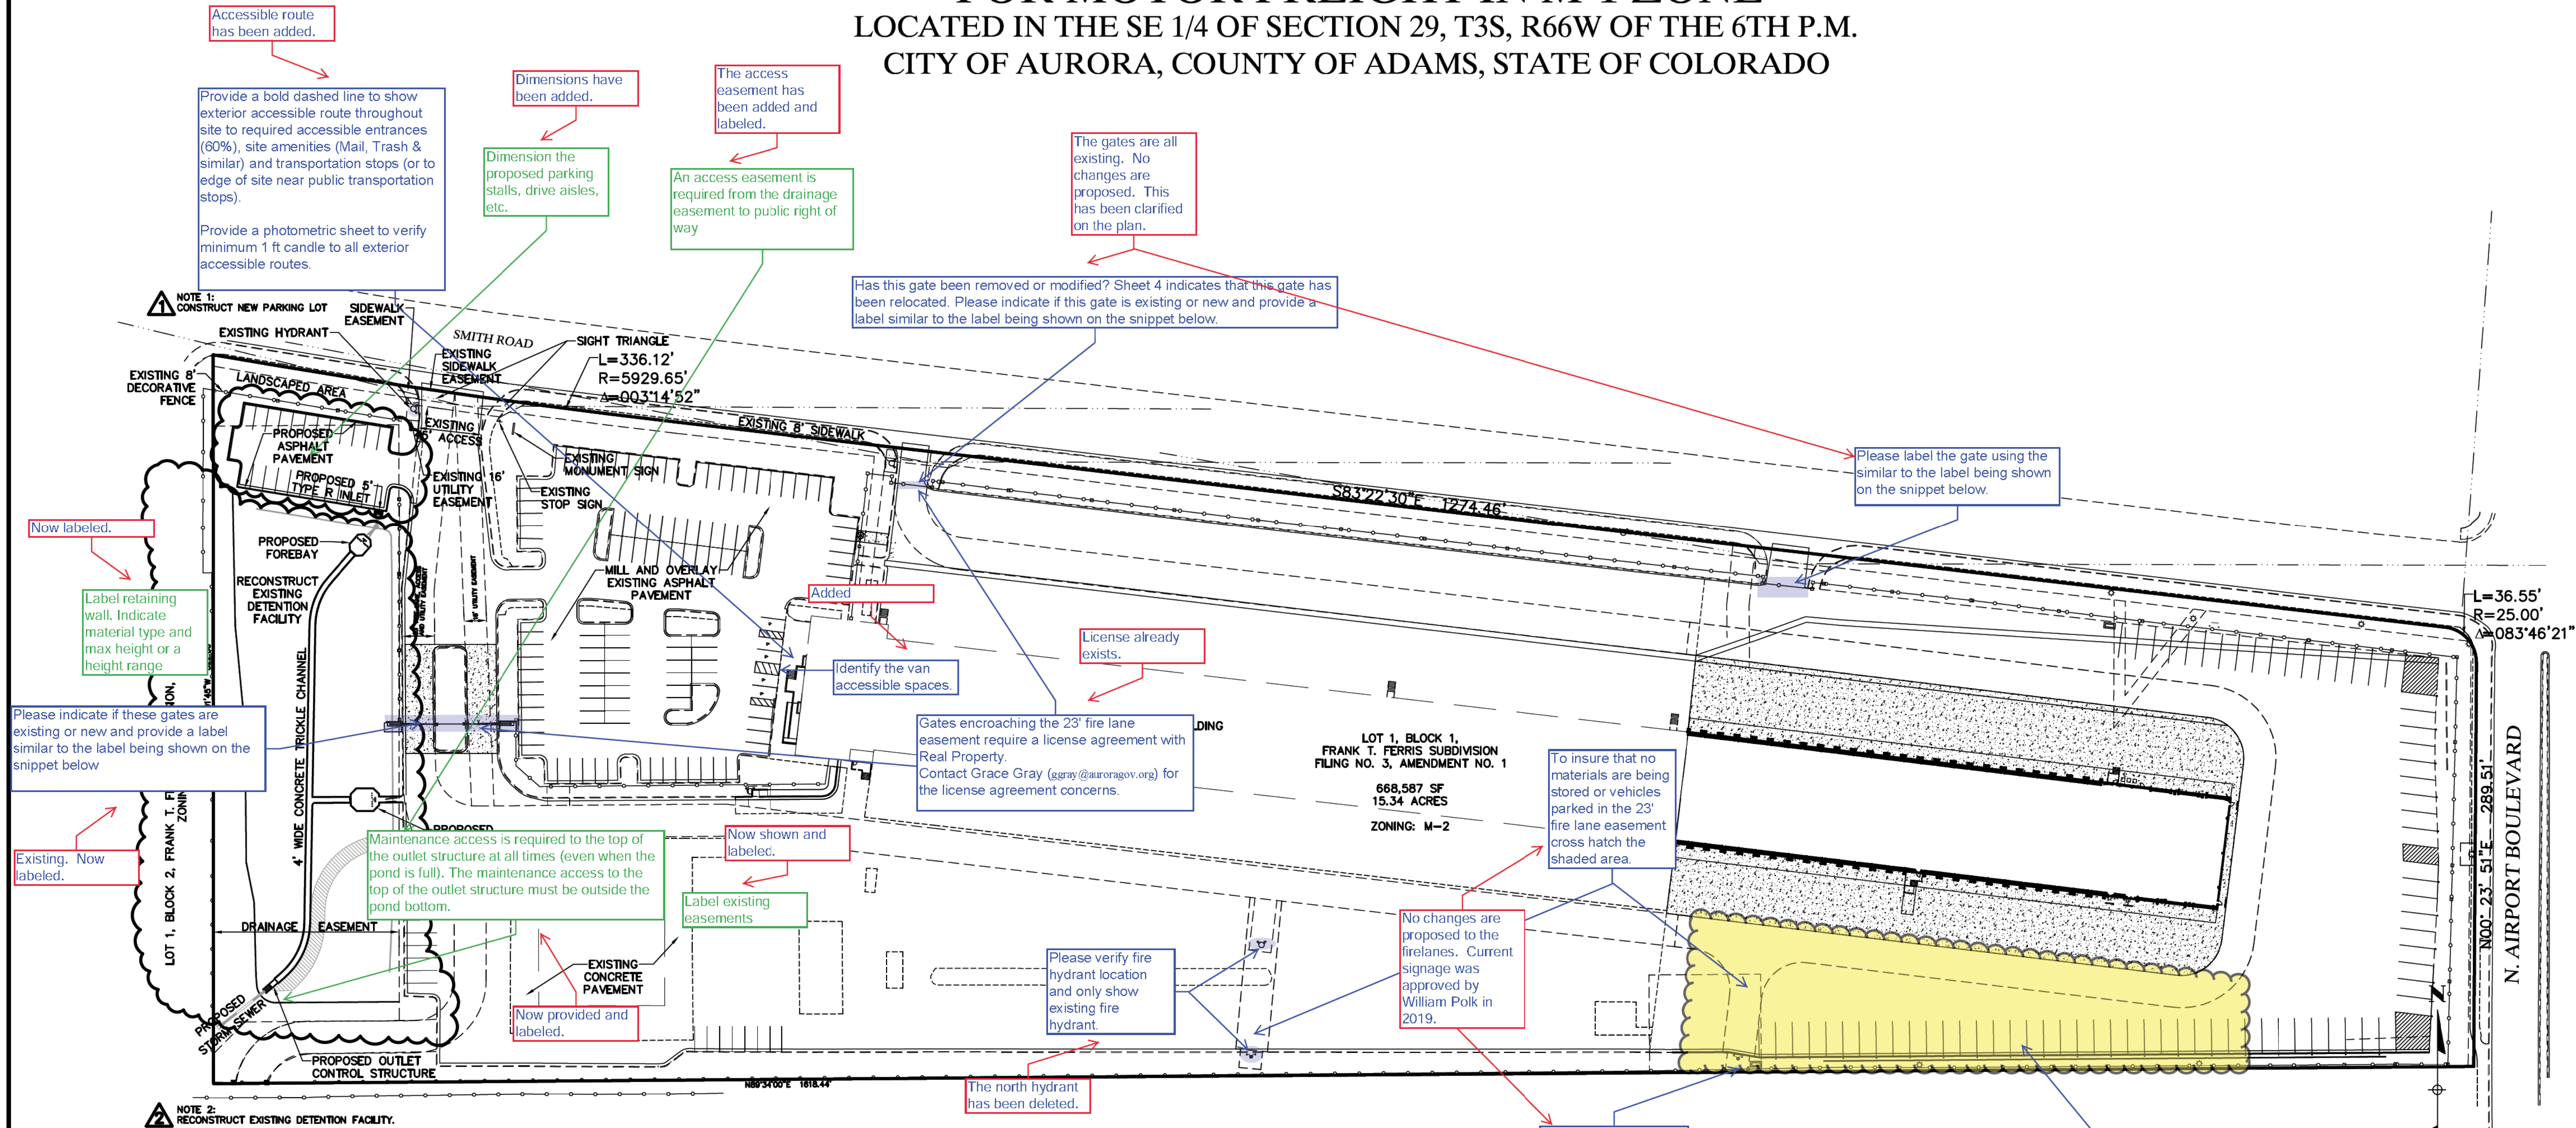 LOCATED IN THE SE 1/4 OF SECTION 29, T3S, R66W OF THE 6TH P.M.
CITY OF AURORA, COUNTY OF ADAMS, STATE OF COLORADO
Accessible route
has been added.
Provide a bold dashed line to show
exterior accessible route throughout
site to required accessible entrances
(60%), site amenities (Mail, Trash &
similar) and transportation stops (or to
edge of site near public transportation
stops).
Provide a photometric sheet to verify
minimum 1 ft candle to all exterior
accessible routes.
Dimensions have
been added.
Dimension the
proposed parking
stalls, drive aisles,
etc.
The access
easement has
been added and
labeled.
An access easement is
required from the drainage
easement to public right of
way
The gates are all
existing. No
changes are
proposed. This
has been clarified
on the plan.
Has this gate been removed or modified? Sheet 4 indicates that this gate has
been relocated. Please indicate if this gate is existing or new and provide a
label similar to the label being shown on the snippet below.
1
NOTE 1:
CONSTRUCT NEW PARKING LOT
SIDEWALK
EASEMENT
EXISTING HYDRANT
SMITH ROAD
SIGHT TRIANGLE
L=336.12'
R=5929.65'
Δ=003°14'52"
EXISTING
SIDEWALK
EASEMENT
EXISTING 8'
DECORATIVE
FENCE
LANDSCAPED AREA
PROPOSED
ASPHALT
PAVEMENT
PROPOSED 5'
TYPE R INLET
EXISTING
ACCESS
EXISTING 8' SIDEWALK
EXISTING
MONUMENT SIGN
EXISTING 16'
UTILITY
EASEMENT
EXISTING
STOP SIGN
S83°22'30"E 1274.46'
Please label the gate using the
similar to the label being shown
on the snippet below.
Now labeled.
Label retaining
wall. Indicate
material type and
max height or a
height range
PROPOSED
FOREBAY
RECONSTRUCT
EXISTING
DETENTION
FACILITY
4' WIDE CONCRETE TRICKLE CHANNEL
AND UTILITY EASEMENT
16' UTILITY EASEMENT
MILL AND OVERLAY
EXISTING ASPHALT
PAVEMENT
Added
Identify the van
accessible spaces.
License already
exists.
L=36.55'
R=25.00'
Δ=083°46'21"
Please indicate if these gates are
existing or new and provide a label
similar to the label being shown on the
snippet below
Existing. Now
labeled.
LOT 1, BLOCK 2, FRANK T.
Gates encroaching the 23' fire lane
easement require a license agreement with
Real Property.
Contact Grace Gray (ggray@auroragov.org) for
the license agreement concerns.
LOT 1, BLOCK 1,
FRANK T. FERRIS SUBDIVISION
FILING NO. 3, AMENDMENT NO. 1
668,587 SF
15.34 ACRES
ZONING: M-2
To insure that no
materials are being
stored or vehicles
parked in the 23'
fire lane easement
cross hatch the
shaded area.
N00° 23' 51"E 289.51'
N. AIRPORT BOULEVARD
PROPOSED
Maintenance access is required to the top of
the outlet structure at all times (even when the
pond is full). The maintenance access to the
top of the outlet structure must be outside the
pond bottom.
Now shown and
labeled.
Label existing
easements
DRAINAGE EASEMENT
EXISTING
CONCRETE
PAVEMENT
Now provided and
labeled.
Please verify fire
hydrant location
and only show
existing fire
hydrant.
No changes are
proposed to the
firelanes. Current
signage was
approved by
William Polk in
2019.
N
PROPOSED
STORM SEWER
PROPOSED OUTLET
CONTROL STRUCTURE
N89°34'00"E 1618.44'
The north hydrant
has been deleted.
2
NOTE 2:
RECONSTRUCT EXISTING DETENTION FACILITY.